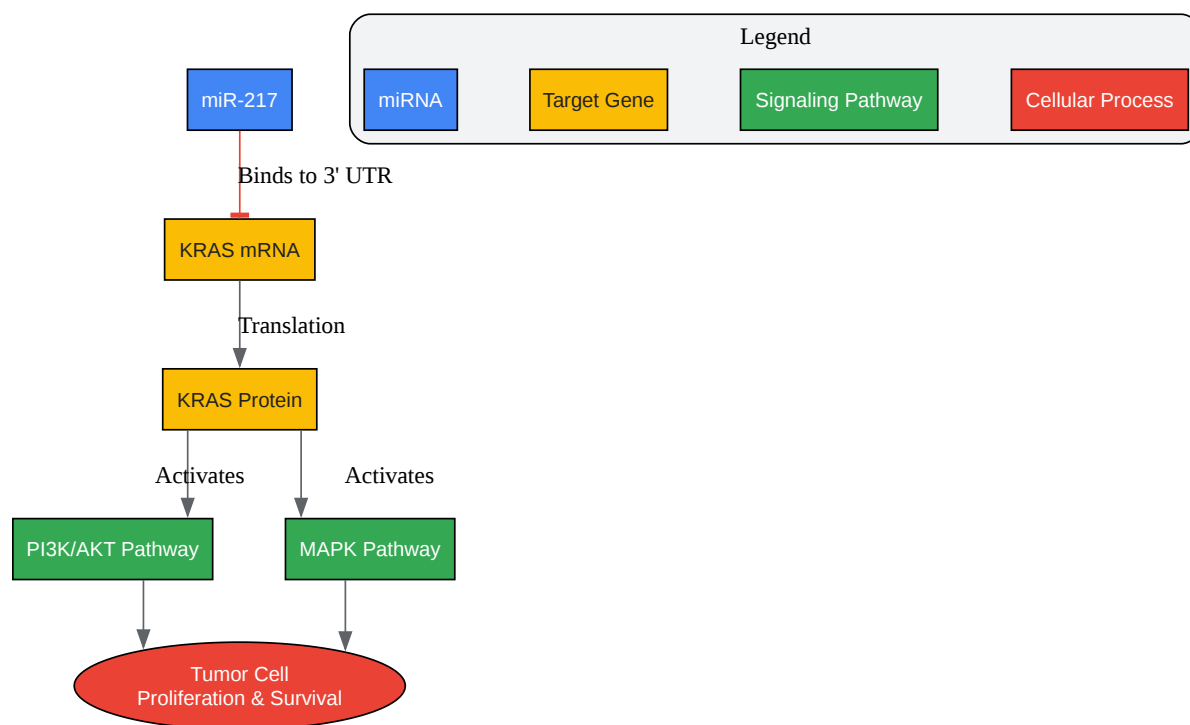 Legend
miR-217
miRNA
Target Gene
Signaling Pathway
Cellular Process
Binds to 3' UTR
KRAS mRNA
Translation
KRAS Protein
Activates
Activates
PI3K/AKT Pathway
MAPK Pathway
Tumor Cell
Proliferation & Survival